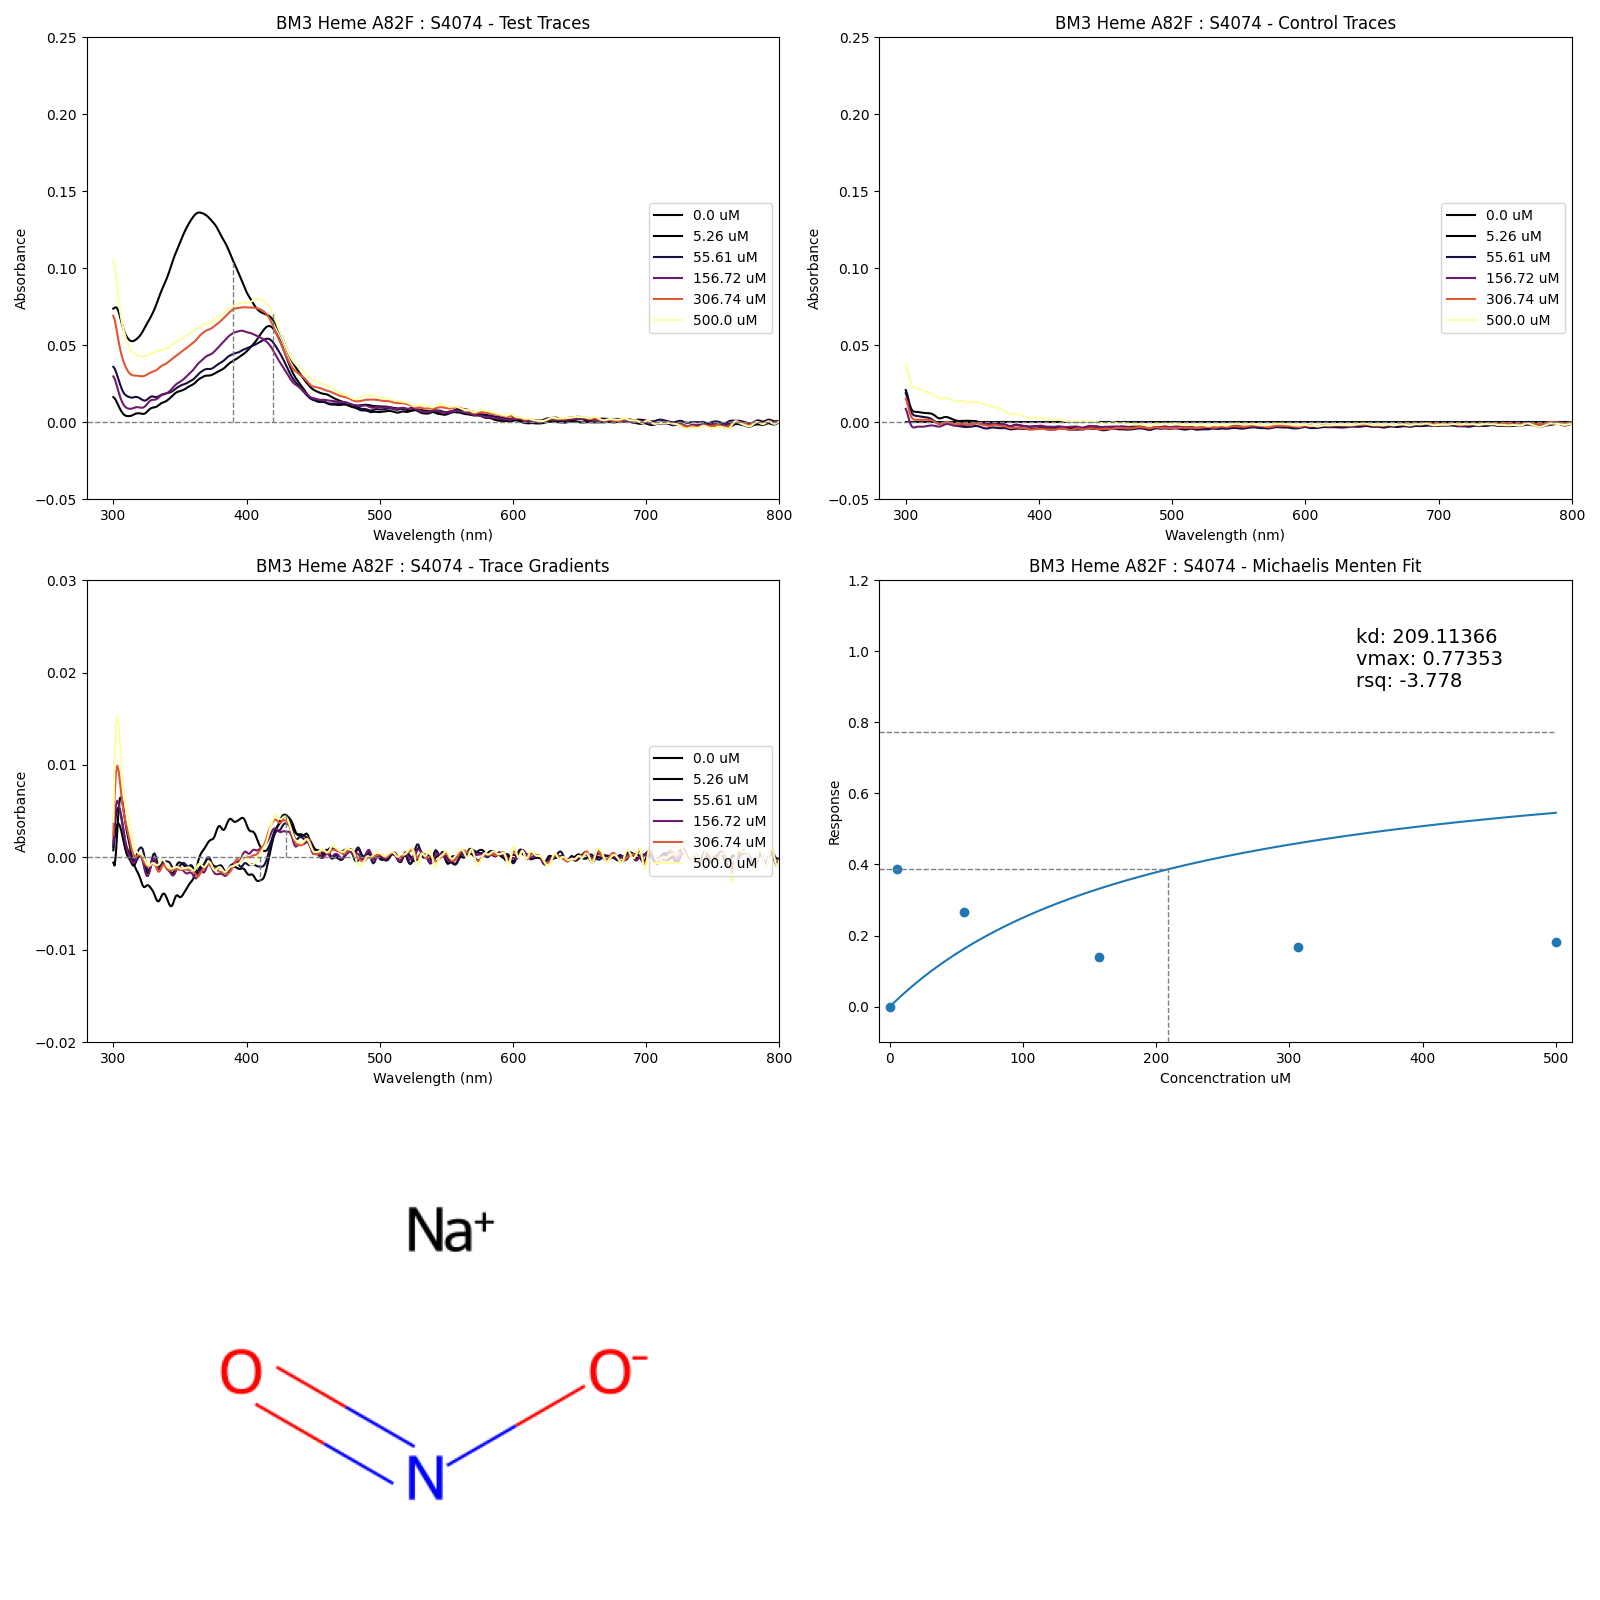 BM3 Heme A82F : S4074 - Test Traces
0.25
0.20
0.15
0.10
0.05
0.00
−0.05
Absorbance
300
400
500
600
700
800
Wavelength (nm)
0.0 uM
5.26 uM
55.61 uM
156.72 uM
306.74 uM
500.0 uM
BM3 Heme A82F : S4074 - Control Traces
0.25
0.20
0.15
0.10
0.05
0.00
−0.05
Absorbance
300
400
500
600
700
800
Wavelength (nm)
0.0 uM
5.26 uM
55.61 uM
156.72 uM
306.74 uM
500.0 uM
BM3 Heme A82F : S4074 - Trace Gradients
0.03
0.02
0.01
0.00
−0.01
−0.02
Absorbance
300
400
500
600
700
800
Wavelength (nm)
0.0 uM
5.26 uM
55.61 uM
156.72 uM
306.74 uM
500.0 uM
BM3 Heme A82F : S4074 - Michaelis Menten Fit
1.2
1.0
0.8
0.6
0.4
0.2
0.0
Response
0
100
200
300
400
500
Concenctration uM
kd: 209.11366
vmax: 0.77353
rsq: -3.778
Na+
O
O−
N